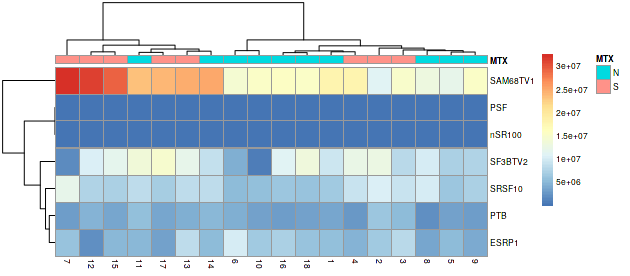 MTX
SAM68TV1
PSF
nSR100
SF3BTV2
SRSF10
PTB
ESRP1
7 12 15 11 17 13 14 6 10 16 18 1 4 2 3 8 5 9
3e+07
2.5e+07
2e+07
1.5e+07
1e+07
5e+06
MTX
N
S